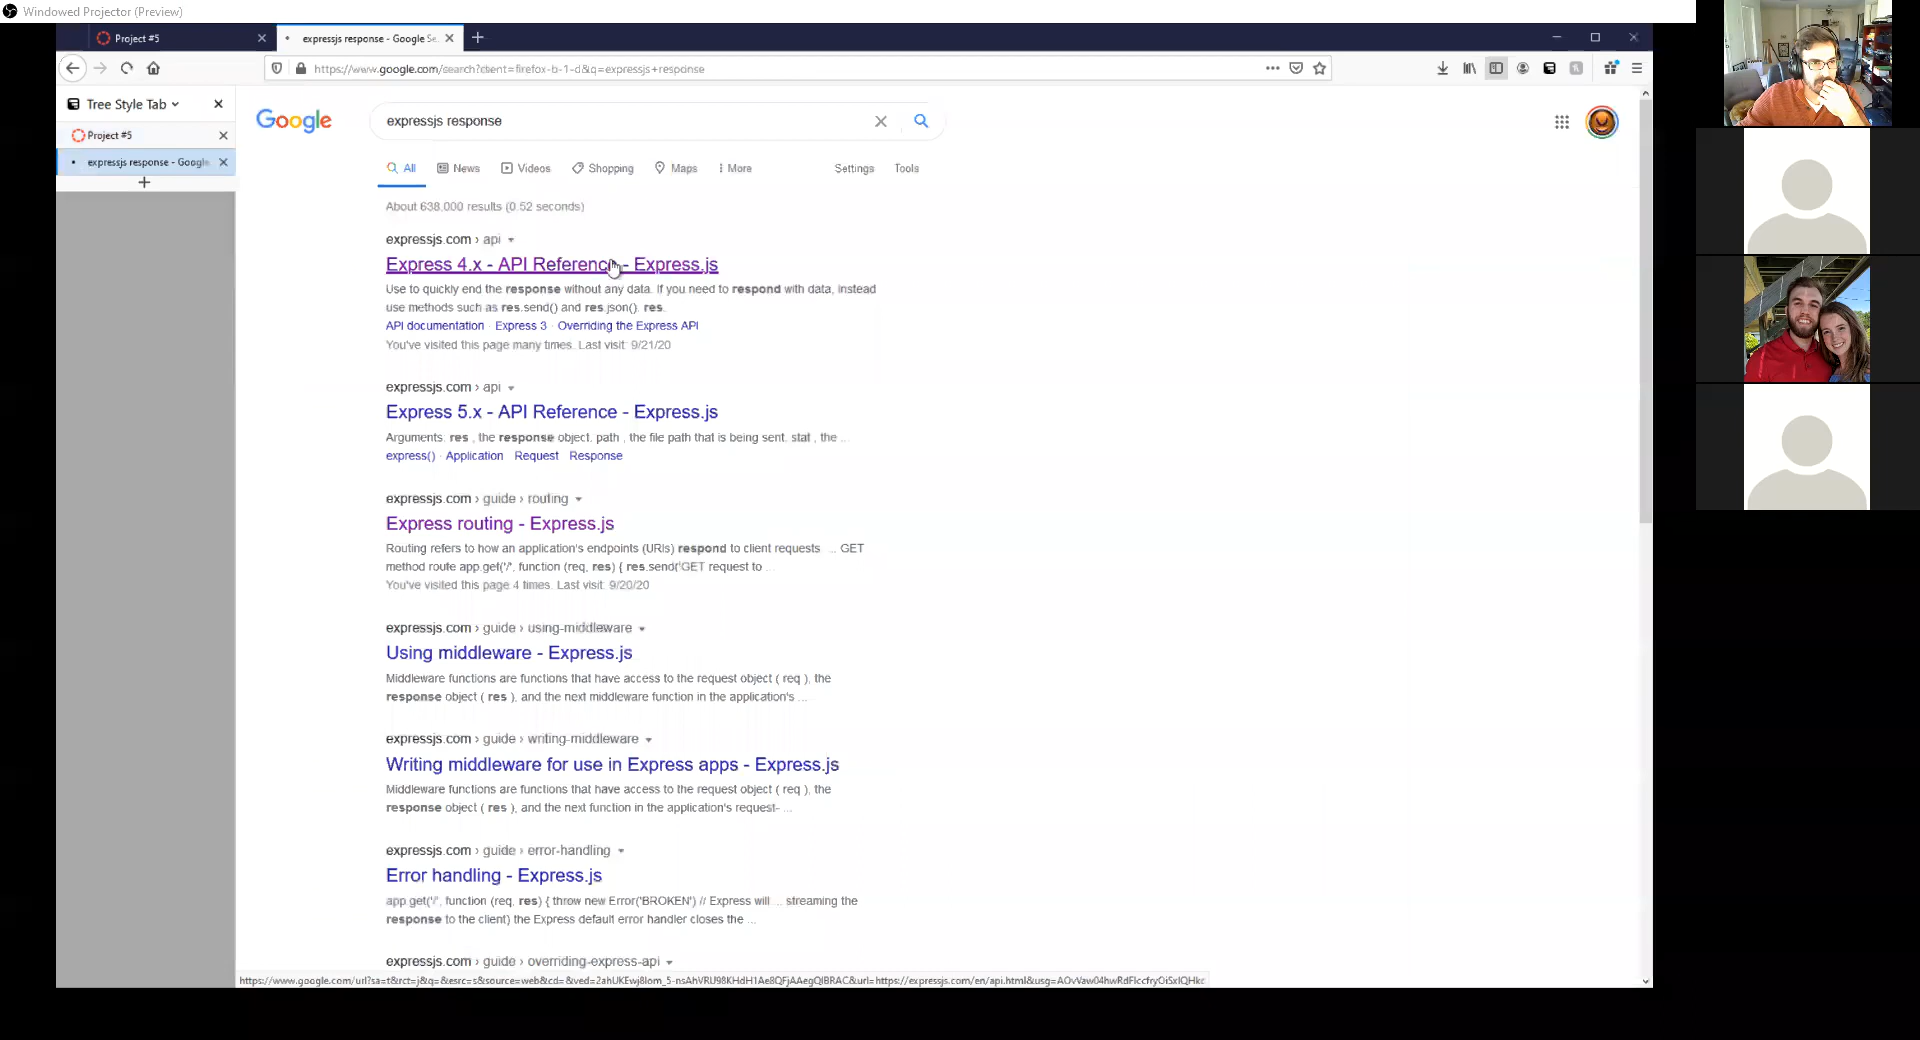 Windowed Projector (Preview)
Project #5
expressjs response - Google Se
https://www.google.com/search?client=firefox-b-1-d&q=expressjs+response
Tree Style Tab
Project #5
expressjs response - Google
Google
expressjs response
All
News
Videos
Shopping
Maps
More
Settings
Tools
About 638,000 results (0.52 seconds)
expressjs.com › api
Express 4.x - API Reference - Express.js
Use to quickly end the response without any data. If you need to respond with data, instead
use methods such as res.send() and res.json(). res.
API documentation · Express 3 · Overriding the Express API
You've visited this page many times. Last visit: 9/21/20
expressjs.com › api
Express 5.x - API Reference - Express.js
Arguments. res , the response object. path , the file path that is being sent. stat , the ...
express() · Application Request Response
expressjs.com › guide › routing
Express routing - Express.js
Routing refers to how an application's endpoints (URIs) respond to client requests. ... GET
method route app.get('/', function (req, res) { res.send('GET request to ...
You've visited this page 4 times. Last visit: 9/20/20
expressjs.com › guide › using-middleware
Using middleware - Express.js
Middleware functions are functions that have access to the request object ( req ), the
response object ( res ), and the next middleware function in the application's ...
expressjs.com › guide › writing-middleware
Writing middleware for use in Express apps - Express.js
Middleware functions are functions that have access to the request object ( req ), the
response object ( res ), and the next function in the application's request- ...
expressjs.com › guide › error-handling
Error handling - Express.js
app.get('/', function (req, res) { throw new Error('BROKEN') // Express will ... streaming the
response to the client) the Express default error handler closes the ...
expressjs.com › guide › overriding-express-api